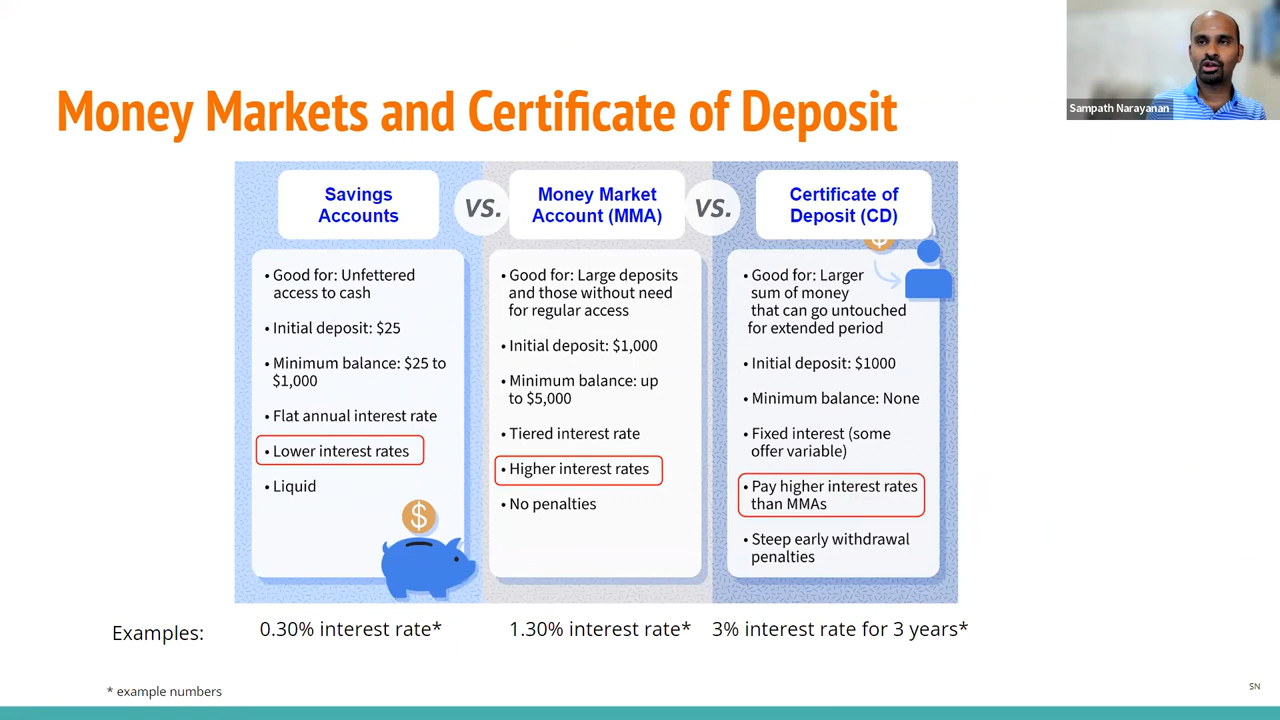 Sampath Narayanan
Money Markets and Certificate of Deposit
Savings
Accounts
VS.
Money Market
Account (MMA)
VS.
Certificate of
Deposit (CD)
• Good for: Unfettered
access to cash
• Initial deposit: $25
• Minimum balance: $25 to
$1,000
• Flat annual interest rate
• Lower interest rates
• Liquid
$
• Good for: Large deposits
and those without need
for regular access
• Initial deposit: $1,000
• Minimum balance: up
to $5,000
• Tiered interest rate
• Higher interest rates
• No penalties
$
• Good for: Larger
sum of money
that can go untouched
for extended period
• Initial deposit: $1000
• Minimum balance: None
• Fixed interest (some
offer variable)
• Pay higher interest rates
than MMAs
• Steep early withdrawal
penalties
Examples:
0.30% interest rate*
1.30% interest rate*
3% interest rate for 3 years*
* example numbers
SN